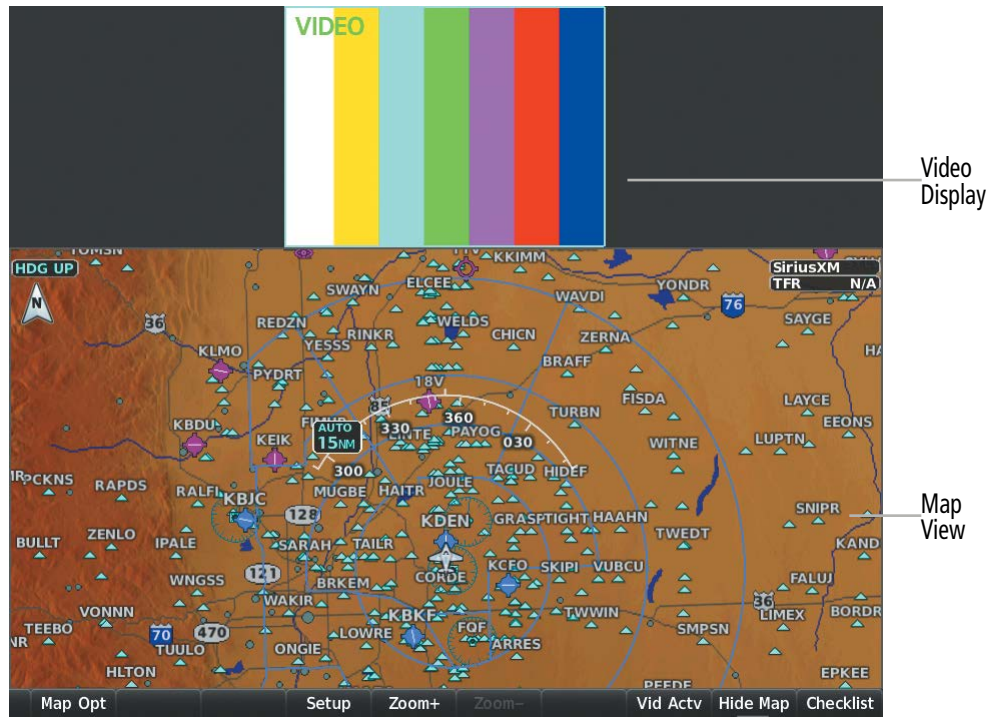 VIDEO
Video
Display
HDG UP
N
SiriusXM
TFR N/A
KKIMM
ELCEE
SWAYN
WAVDI
YONDR
76
SAYGE
36
REDZN
RINKR
WELDS
CHICN
ZERNA
YESSS
KLMO
BRAFF
PYDRT
18V
FISDA
LAYCE
85
360
TURBN
KBDU
AUTO
15NM
330
PAYOG
030
EEONS
KEIK
WITNE
LUPTN
300
TACUD
HIDEF
RAPDS
RALFI
MUGBE
HAITR
JOULE
KBJC
Map
View
128
KDEN
TIGHT
HAAHN
SNIPR
ZENLO
TWEDT
BULLT
IPALE
SARAH
TAILR
KAND
121
CORDE
SKIPI
VUBCU
WNGSS
BRKEM
FALUJ
WAKIR
36
VONNN
KBKF
TWWIN
LIMEX
BORDR
TEEBO
70
470
LOWRE
FQF
SMPSN
TUULO
ARRES
ONGIE
HLTON
EPKEE
Map Opt
Setup
Zoom+
Zoom-
Vid Actv
Hide Map
Checklist